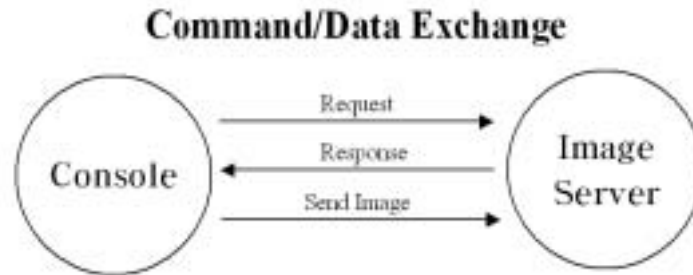 Command/Data Exchange
Request
Console
Response
Image
Server
Send Image